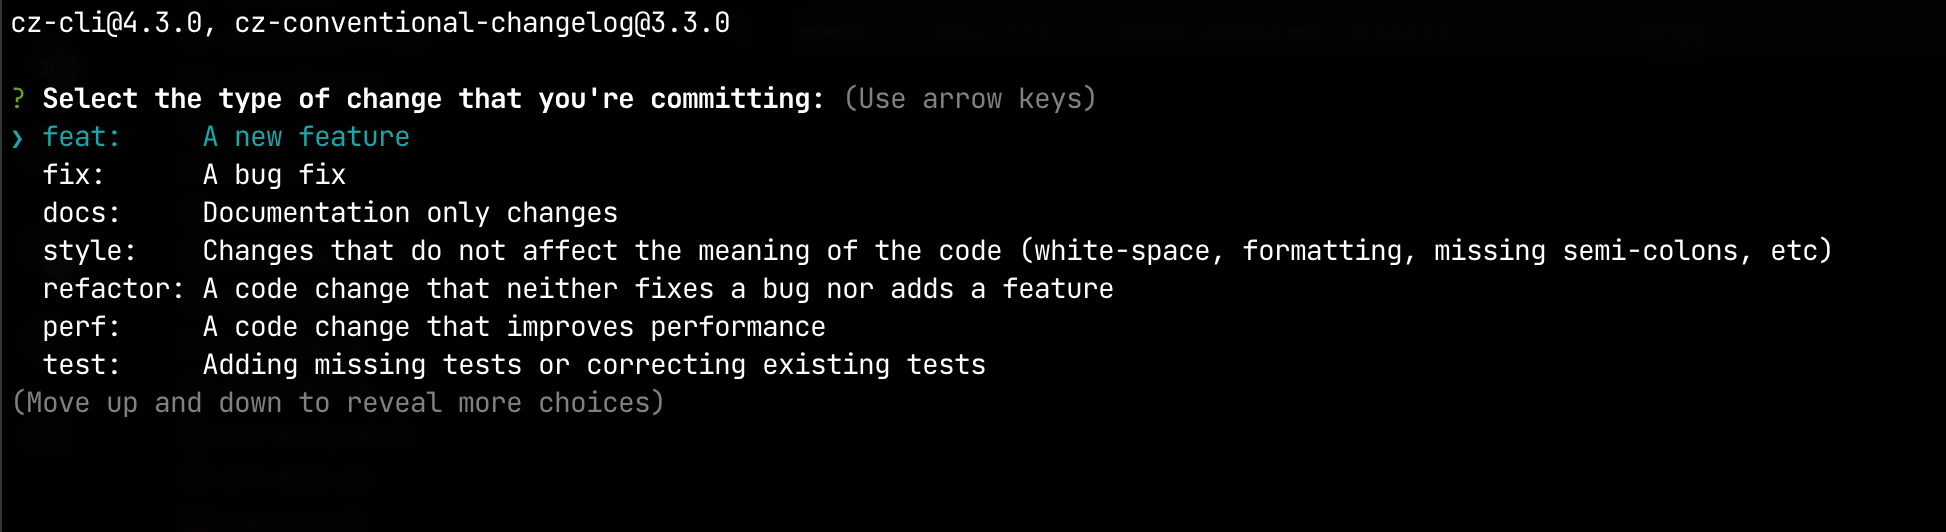 cz-cli@4.3.0, cz-conventional-changelog@3.3.0
? Select the type of change that you're committing: (Use arrow keys)
❯ feat:     A new feature
  fix:      A bug fix
  docs:     Documentation only changes
  style:    Changes that do not affect the meaning of the code (white-space, formatting, missing semi-colons, etc)
  refactor: A code change that neither fixes a bug nor adds a feature
  perf:     A code change that improves performance
  test:     Adding missing tests or correcting existing tests
(Move up and down to reveal more choices)